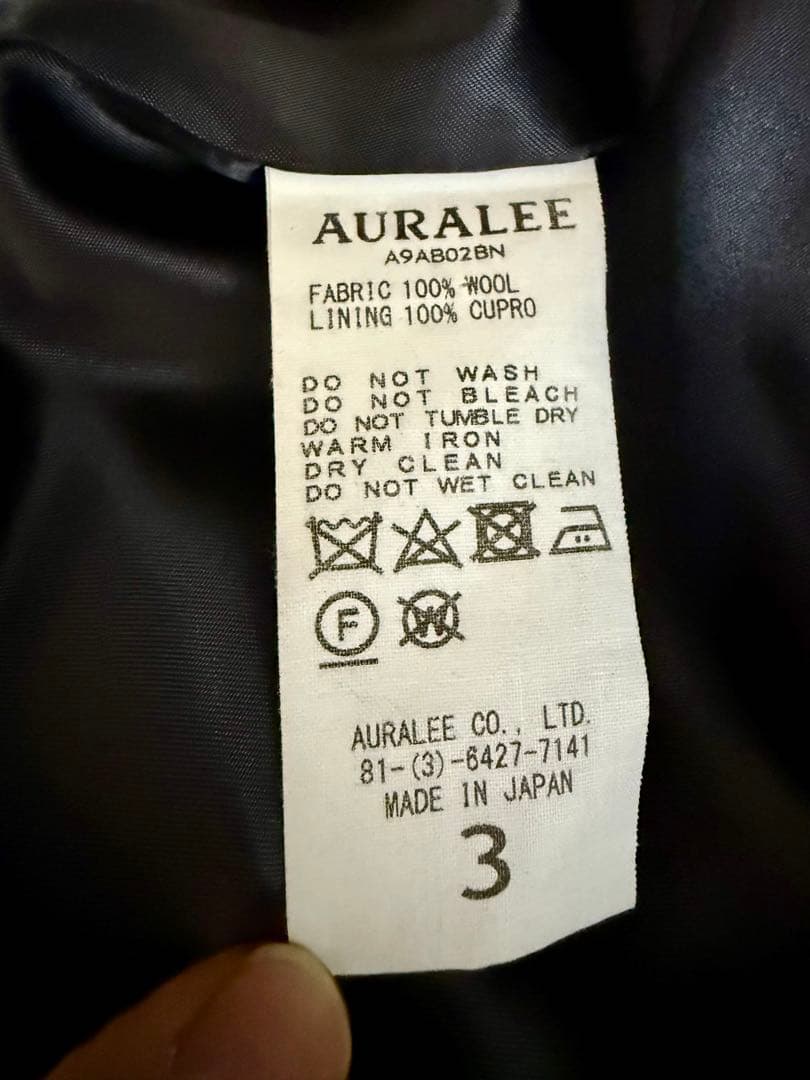 AURALEE
A9AB02BN
FABRIC 100% WOOL
LINING 100% CUPRO
DO NOT WASH
DO NOT BLEACH
DO NOT TUMBLE DRY
WARM IRON
DRY CLEAN
DO NOT WET CLEAN
F W
AURALEE CO., LTD.
81-(3)-6427-7141
MADE IN JAPAN
3